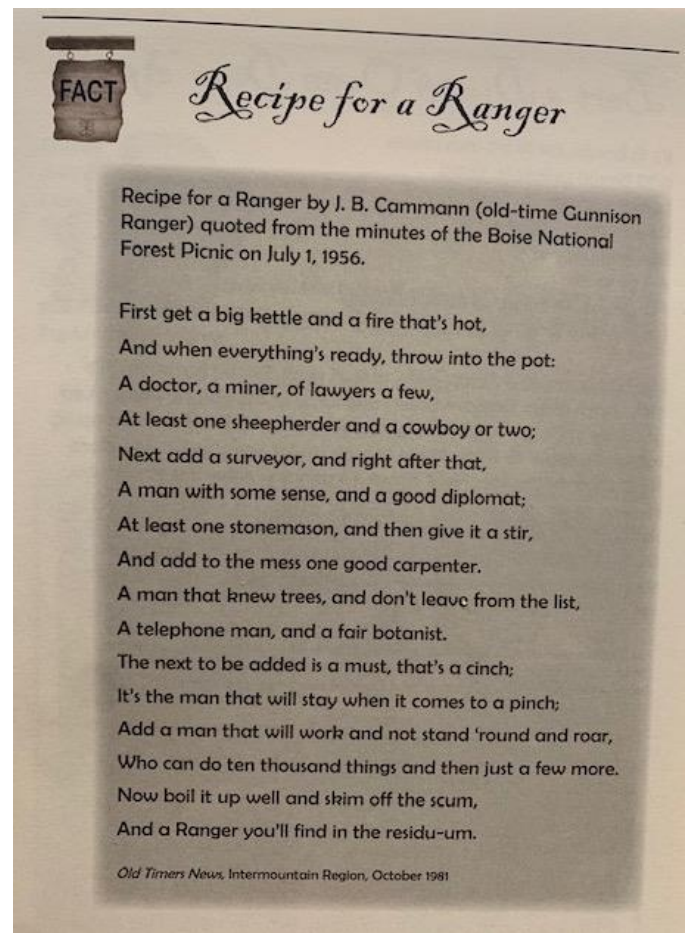 FACT
Recipe for a Ranger
Recipe for a Ranger by J. B. Cammann (old-time Gunnison
Ranger) quoted from the minutes of the Boise National
Forest Picnic on July 1, 1956.
First get a big kettle and a fire that's hot,
And when everything's ready, throw into the pot:
A doctor, a miner, of lawyers a few,
At least one sheepherder and a cowboy or two;
Next add a surveyor, and right after that,
A man with some sense, and a good diplomat;
At least one stonemason, and then give it a stir,
And add to the mess one good carpenter.
A man that knew trees, and don't leave from the list,
A telephone man, and a fair botanist.
The next to be added is a must, that's a cinch;
It's the man that will stay when it comes to a pinch;
Add a man that will work and not stand 'round and roar,
Who can do ten thousand things and then just a few more.
Now boil it up well and skim off the scum,
And a Ranger you'll find in the residu-um.
Old Timers News, Intermountain Region, October 1981